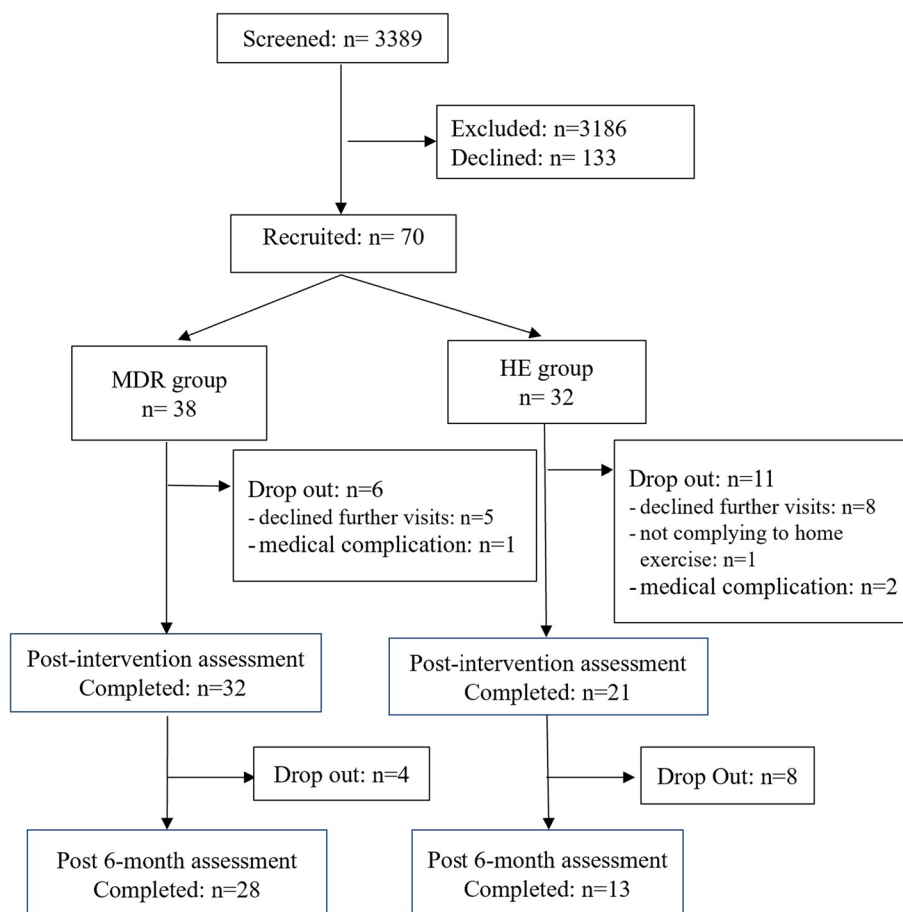 Screened: n= 3389
Excluded: n=3186
Declined: n= 133
Recruited: n= 70
MDR group
n= 38
HE group
n= 32
Drop out: n=6
- declined further visits: n=5
- medical complication: n=1
Drop out: n=11
- declined further visits: n=8
- not complying to home
exercise: n=1
- medical complication: n=2
Post-intervention assessment
Completed: n=32
Post-intervention assessment
Completed: n=21
Drop out: n=4
Drop Out: n=8
Post 6-month assessment
Completed: n=28
Post 6-month assessment
Completed: n=13